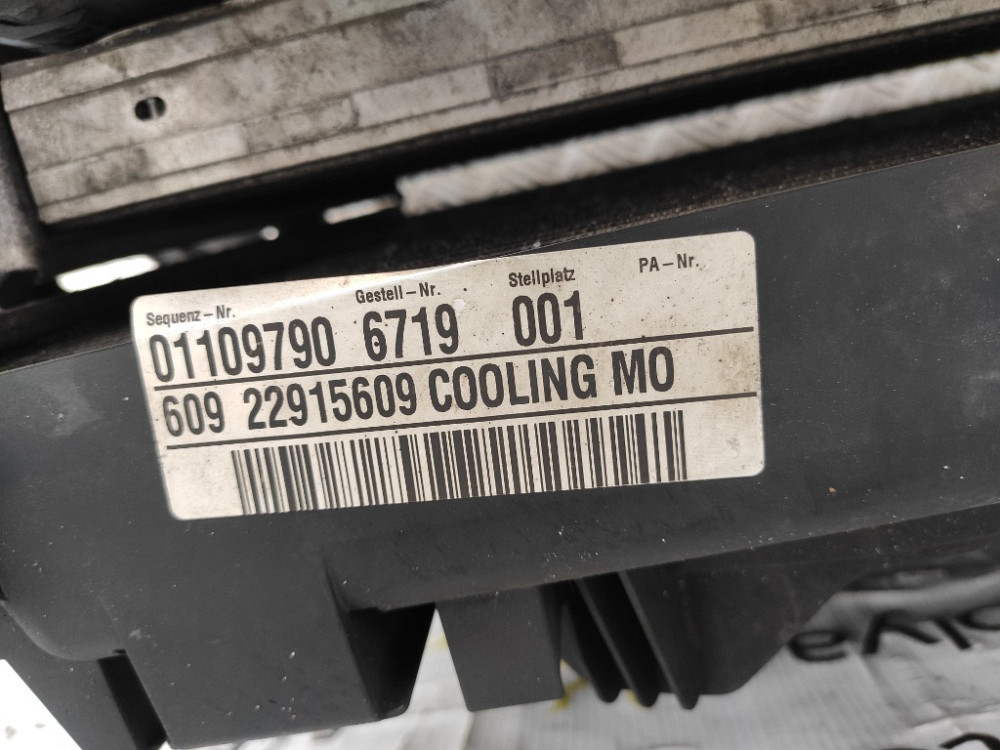 Sequenz-Nr. Gestell-Nr. Stellplatz PA-Nr.
01109790 6719 001
609 22915609 COOLING MO